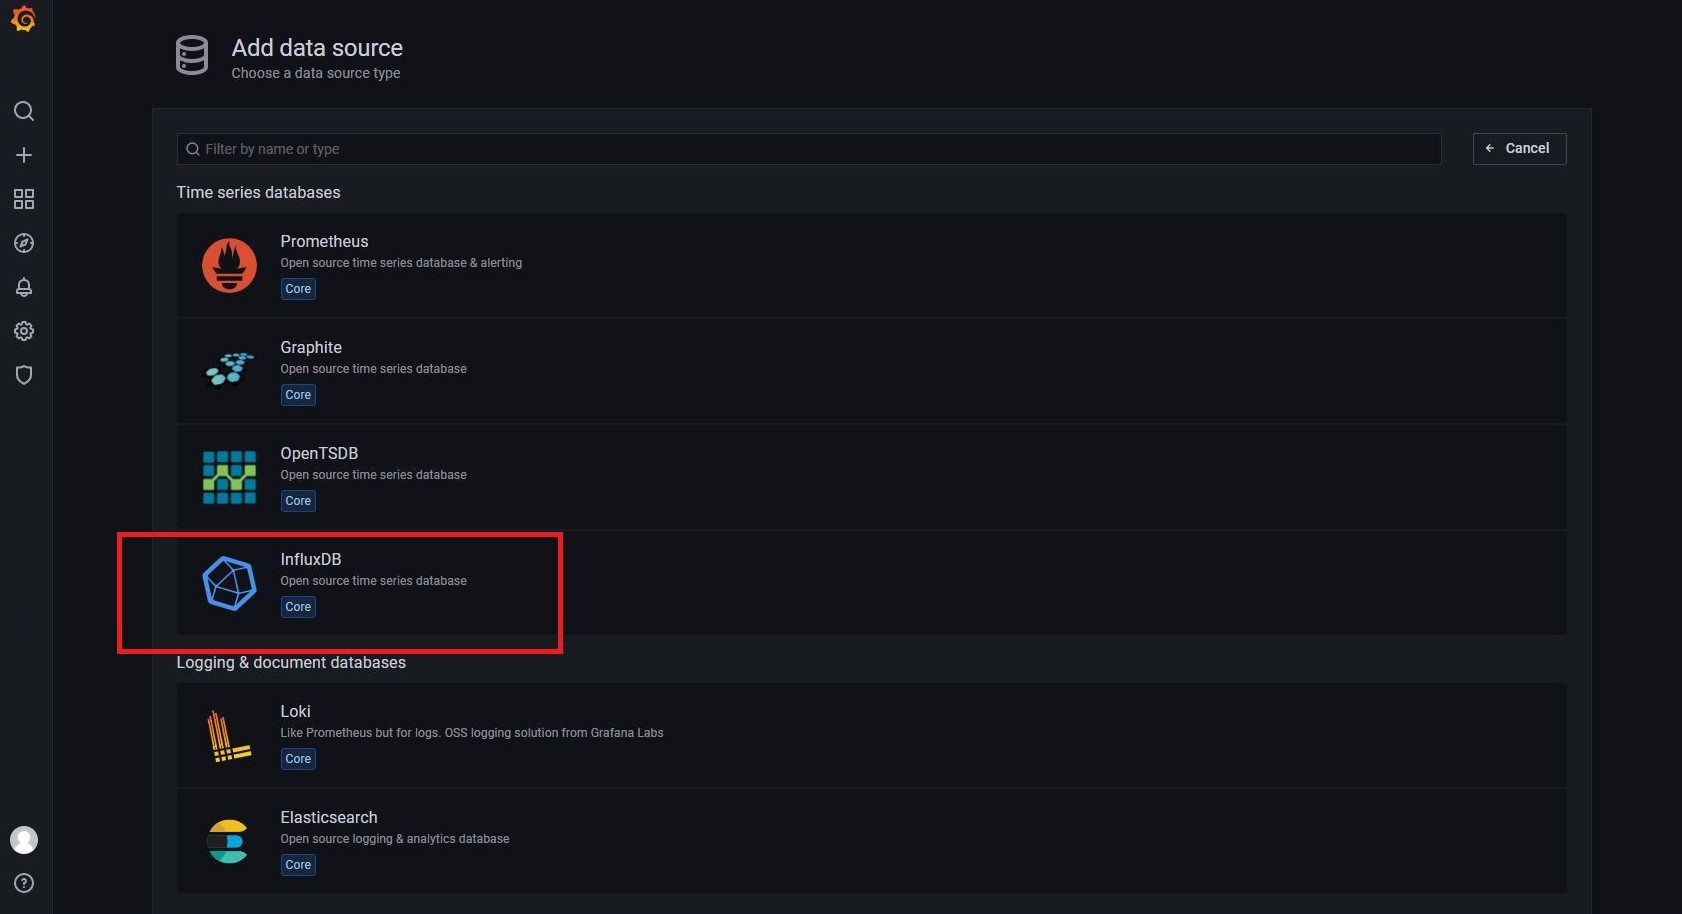 Add data source
Choose a data source type
Filter by name or type
Cancel
Time series databases
Prometheus
Open source time series database & alerting
Core
Graphite
Open source time series database
Core
OpenTSDB
Open source time series database
Core
InfluxDB
Open source time series database
Core
Logging & document databases
Loki
Like Prometheus but for logs. OSS logging solution from Grafana Labs
Core
Elasticsearch
Open source logging & analytics database
Core